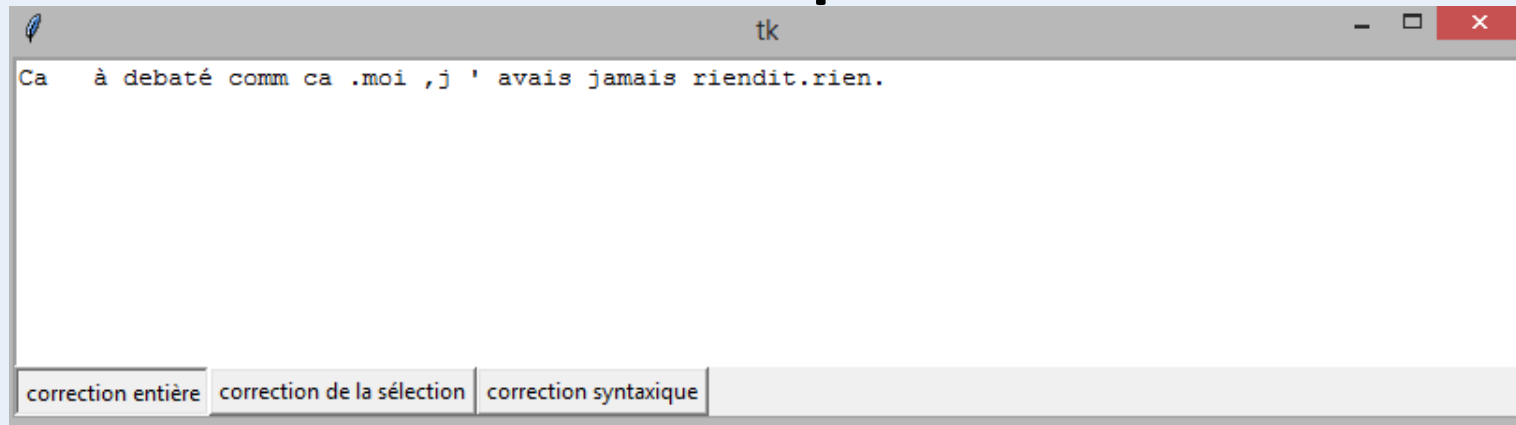 tk
Ca   à debaté comm ca .moi ,j ' avais jamais riendit.rien.
correction entière correction de la sélection correction syntaxique